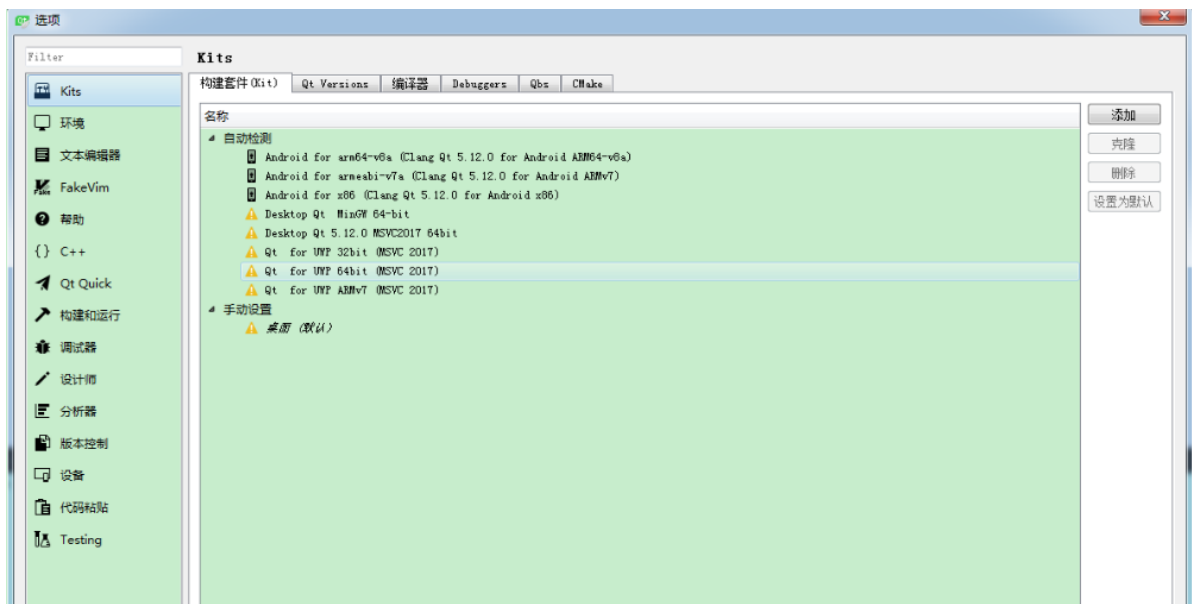 选项
Filter
Kits
环境
文本编辑器
FakeVim
帮助
C++
Qt Quick
构建和运行
调试器
设计师
分析器
版本控制
设备
代码粘贴
Testing
Kits
构建套件(Kit) Qt Versions 编译器 Debuggers Qbs CMake
名称
自动检测
Android for arm64-v8a (Clang Qt 5.12.0 for Android ARM64-v8a)
Android for armeabi-v7a (Clang Qt 5.12.0 for Android ARMv7)
Android for x86 (Clang Qt 5.12.0 for Android x86)
Desktop Qt MinGW 64-bit
Desktop Qt 5.12.0 MSVC2017 64bit
Qt for UWP 32bit (MSVC 2017)
Qt for UWP 64bit (MSVC 2017)
Qt for UWP ARMv7 (MSVC 2017)
手动设置
桌面 (默认)
添加
克隆
删除
设置为默认